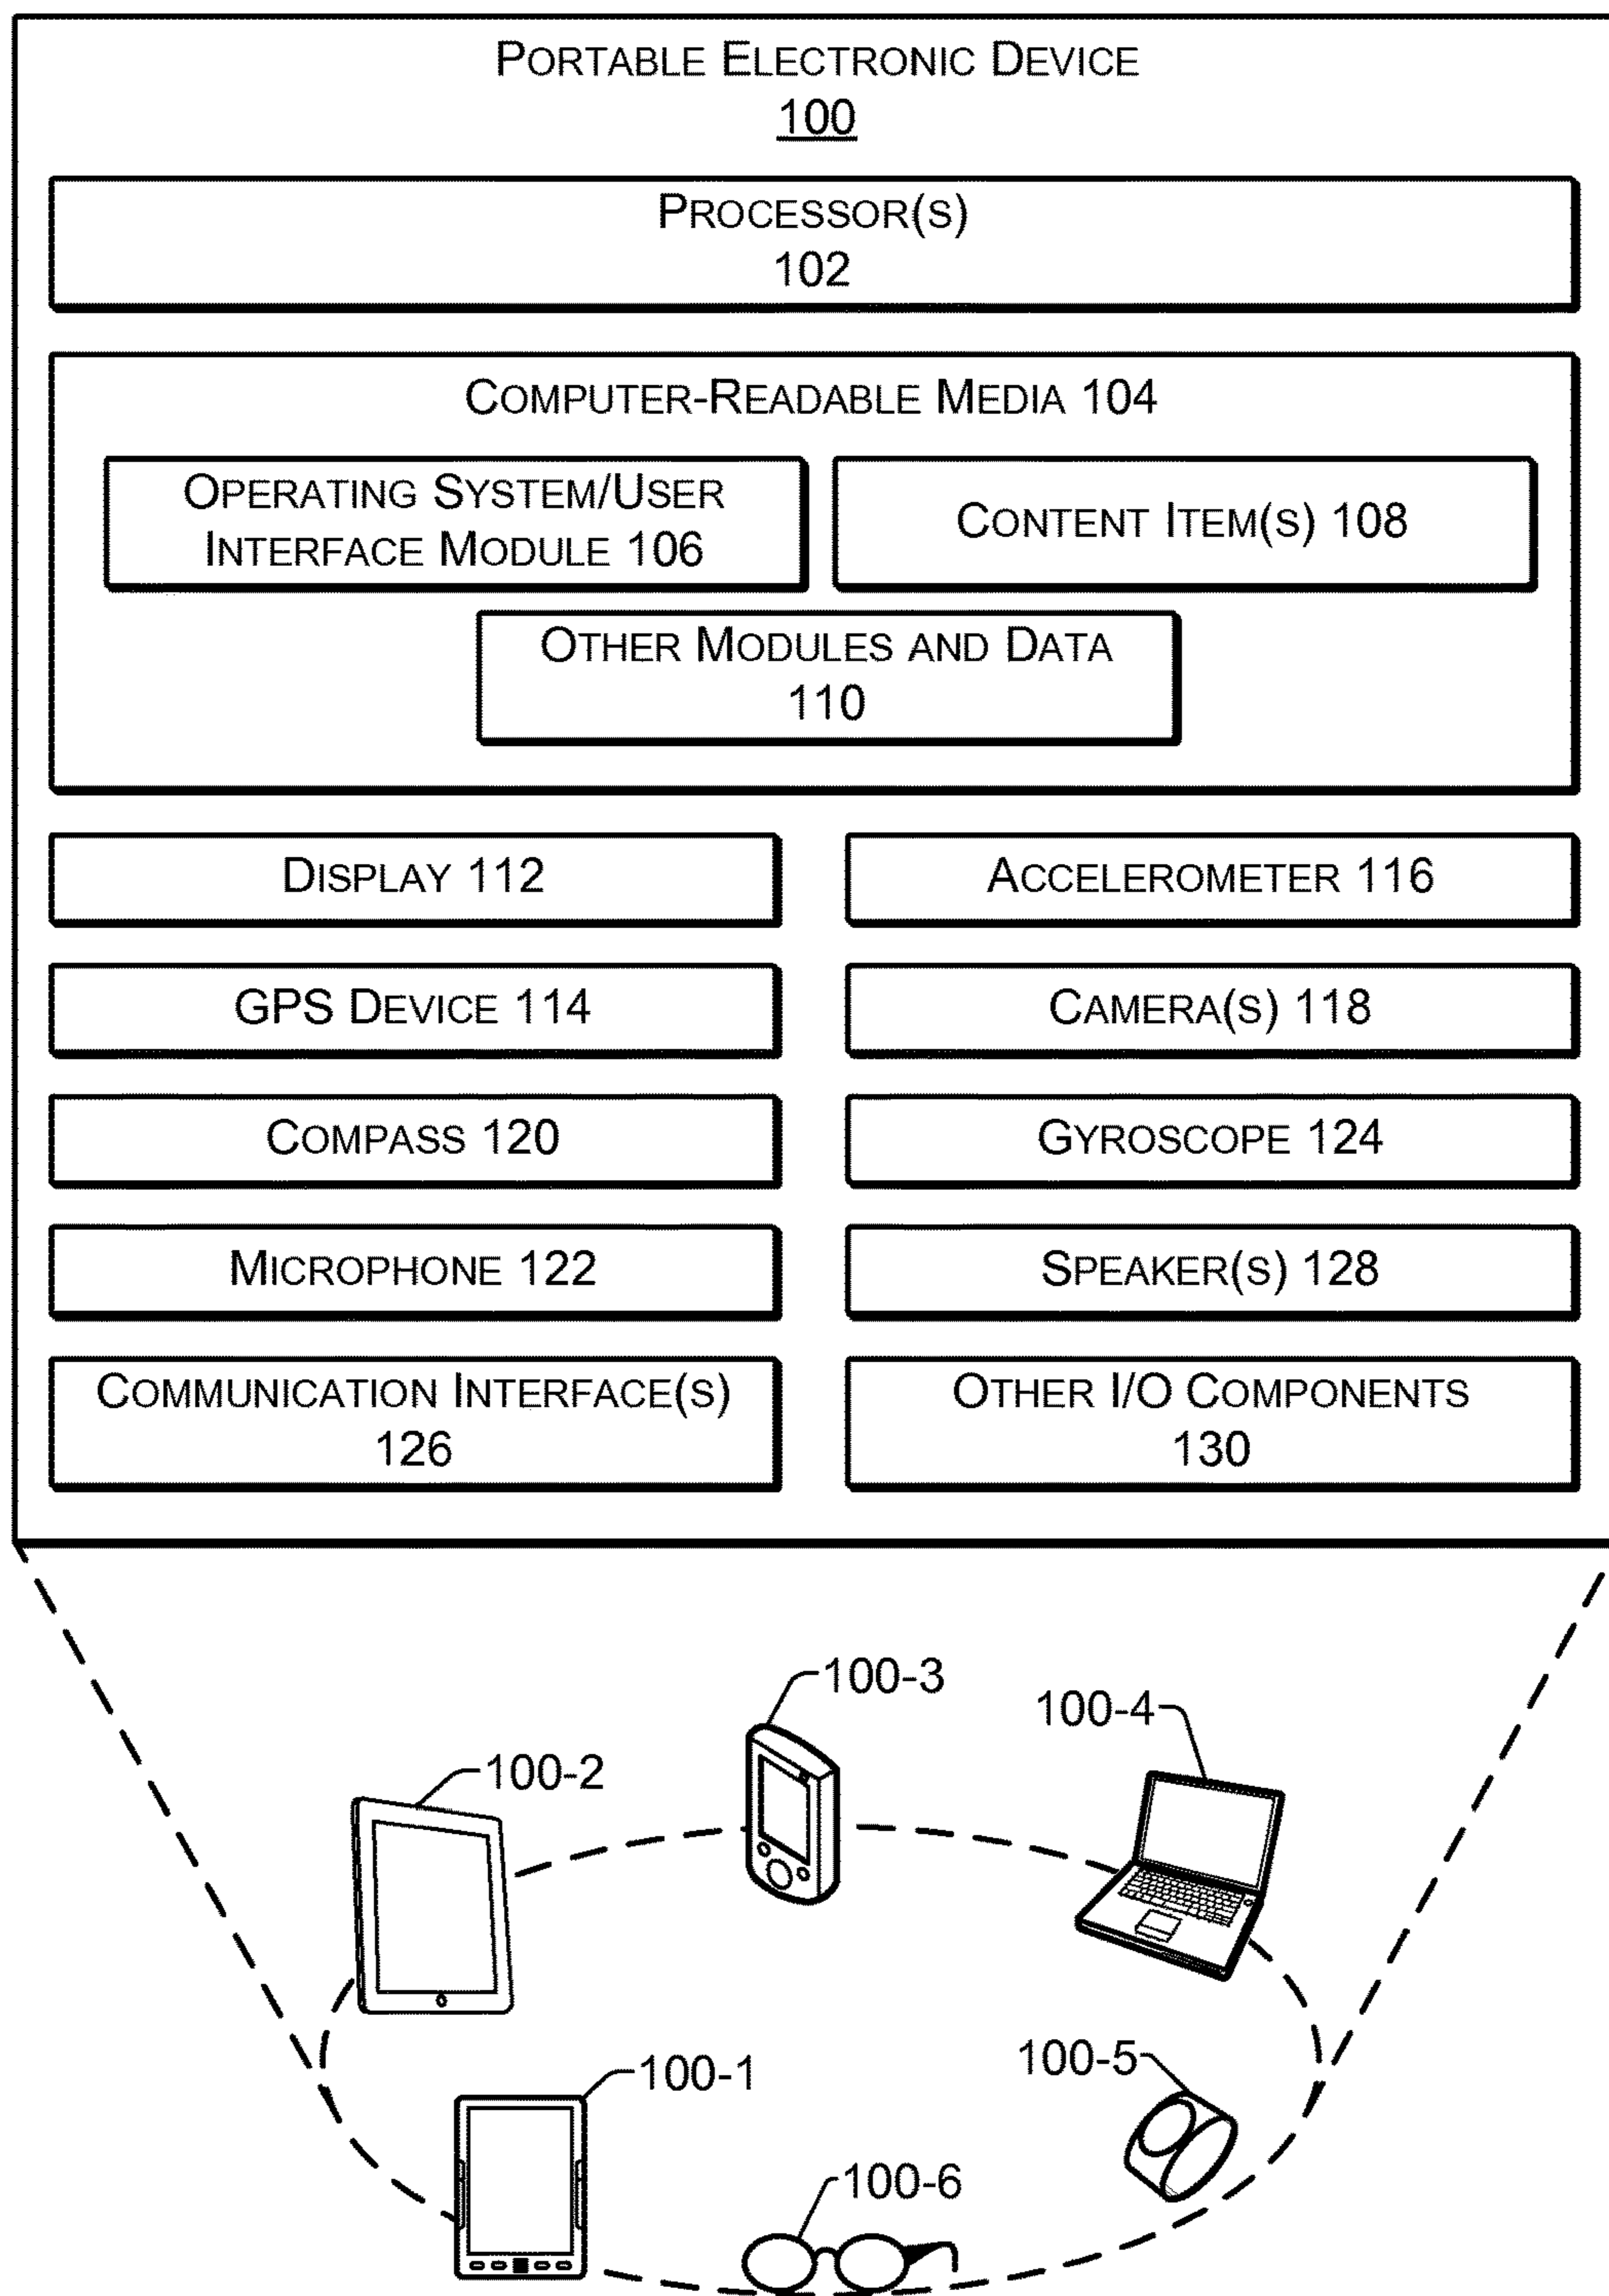 PORTABLE ELECTRONIC DEVICE
100
PROCESSOR(S)
102
COMPUTER-READABLE MEDIA 104
OPERATING SYSTEM/USER
INTERFACE MODULE 106
CONTENT ITEM(S) 108
OTHER MODULES AND DATA
110
DISPLAY 112
ACCELEROMETER 116
GPS DEVICE 114
CAMERA(S) 118
COMPASS 120
GYROSCOPE 124
MICROPHONE 122
SPEAKER(S) 128
COMMUNICATION INTERFACE(S)
126
OTHER I/O COMPONENTS
130
100-3
100-4
100-2
100-5
100-1
100-6